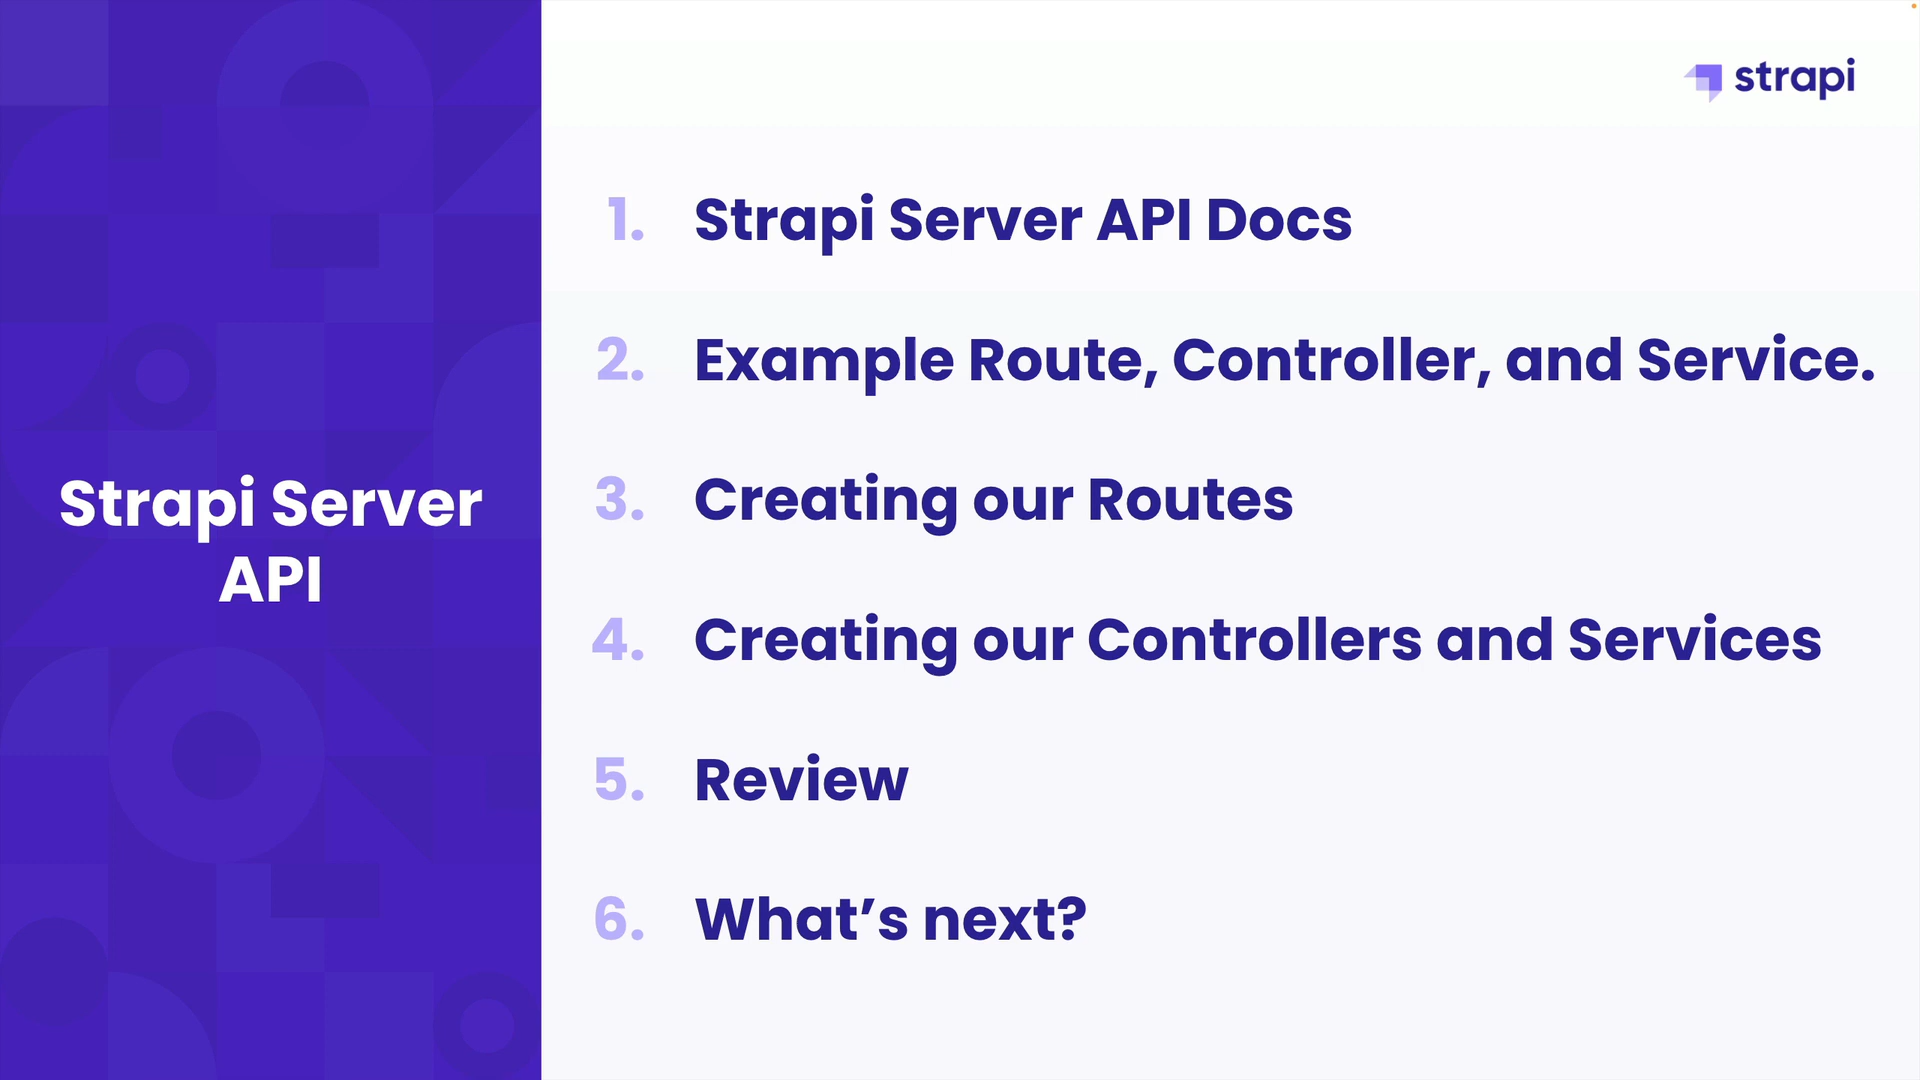 Strapi Server
API
strapi
1. Strapi Server API Docs
2. Example Route, Controller, and Service.
3. Creating our Routes
4. Creating our Controllers and Services
5. Review
6. What’s next?